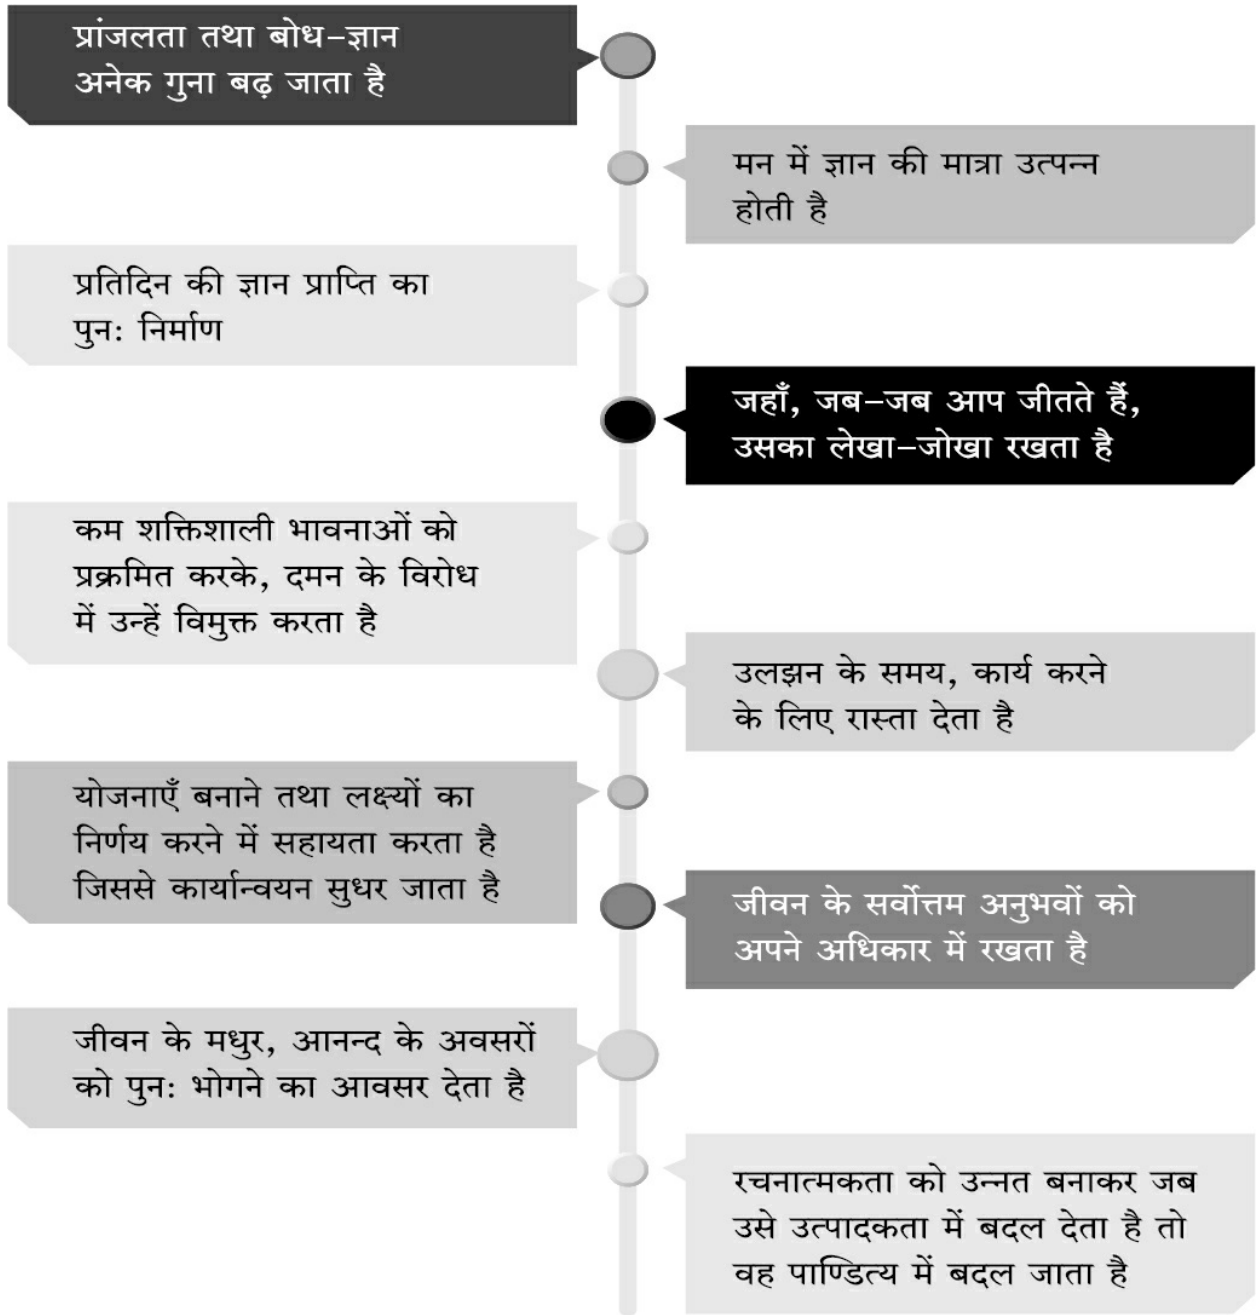 प्रांजलता तथा बोध–ज्ञान
अनेक गुना बढ़ जाता है
मन में ज्ञान की मात्रा उत्पन्न
होती है
प्रतिदिन की ज्ञान प्राप्ति का
पुन: निर्माण
जहाँ, जब–जब आप जीतते हैं,
उसका लेखा–जोखा रखता है
कम शक्तिशाली भावनाओं को
प्रक्रमित करके, दमन के विरोध
में उन्हें विमुक्त करता है
उलझन के समय, कार्य करने
के लिए रास्ता देता है
योजनाएँ बनाने तथा लक्ष्यों का
निर्णय करने में सहायता करता है
जिससे कार्यान्वयन सुधर जाता है
जीवन के सर्वोत्तम अनुभवों को
अपने अधिकार में रखता है
जीवन के मधुर, आनन्द के अवसरों
को पुन: भोगने का आवसर देता है
रचनात्मकता को उन्नत बनाकर जब
उसे उत्पादकता में बदल देता है तो
वह पाण्डित्य में बदल जाता है